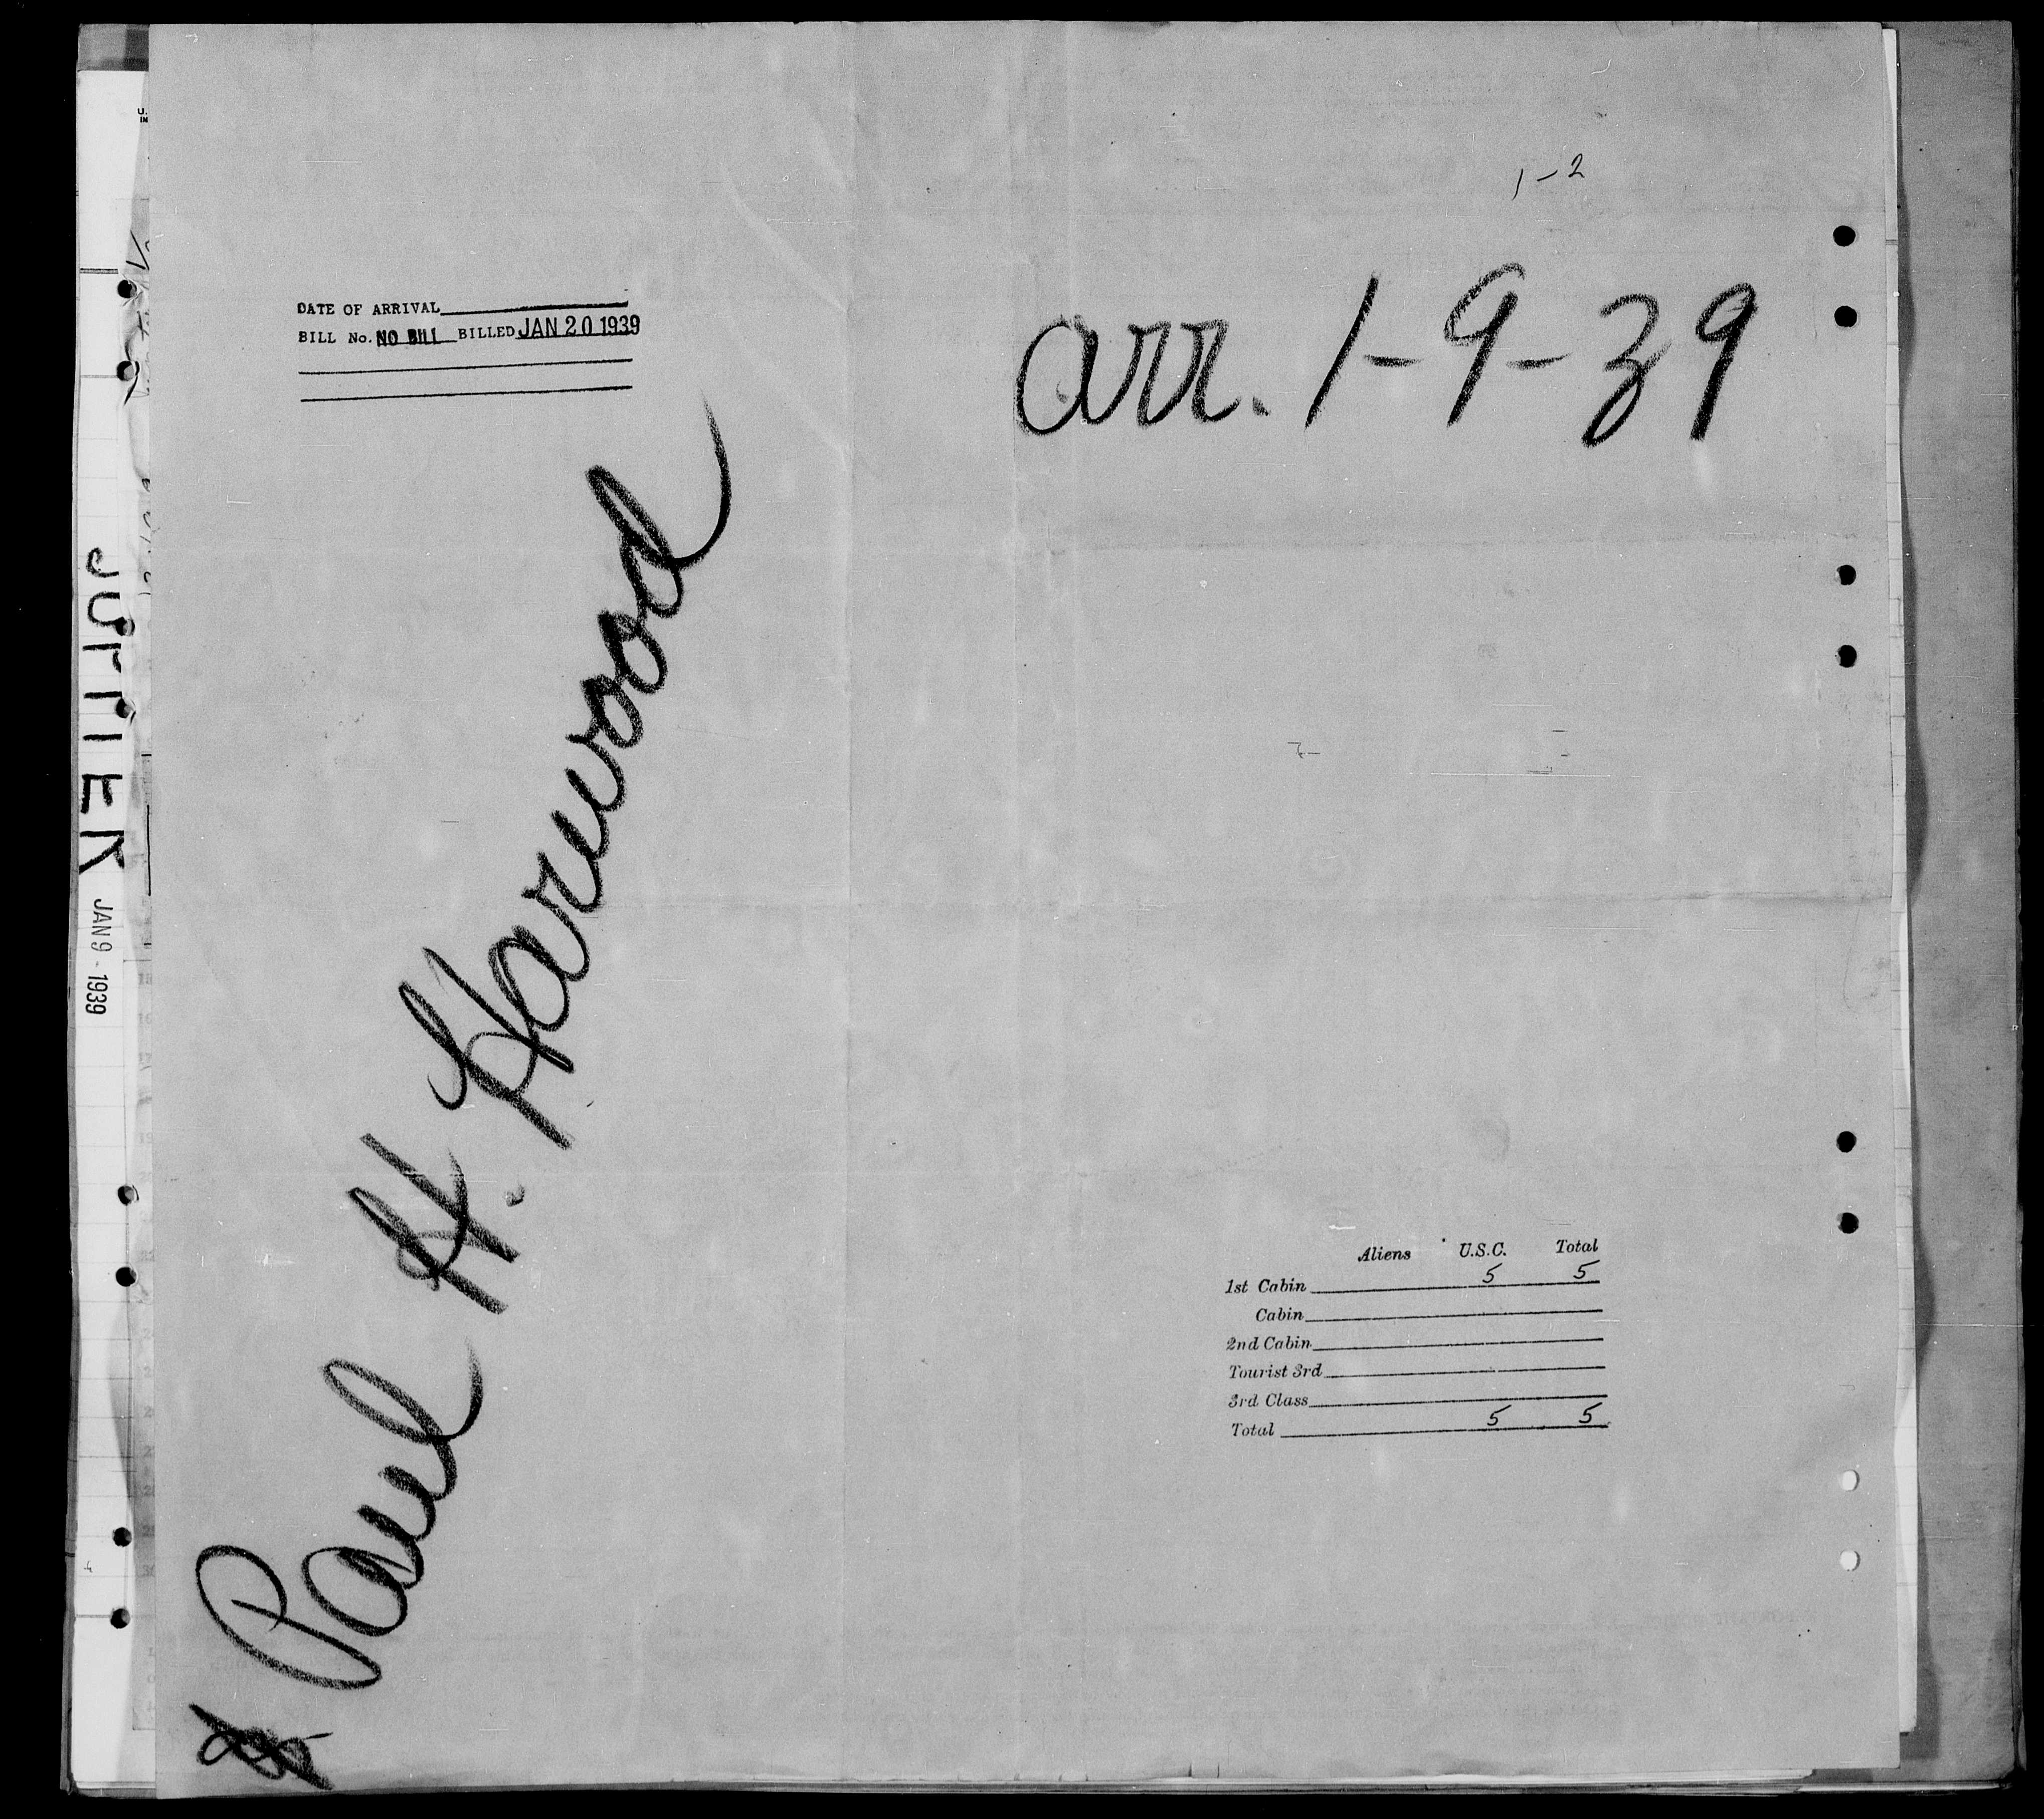 1-2
DATE OF ARRIVAL
BILL No. NO BILL BILLED JAN 20 1939
arr. 1-9-39
Paul H. Harwood
JUPITER JAN 9 - 1939
Aliens U.S.C. Total
1st Cabin 5 5
Cabin
2nd Cabin
Tourist 3rd
3rd Class
Total 5 5